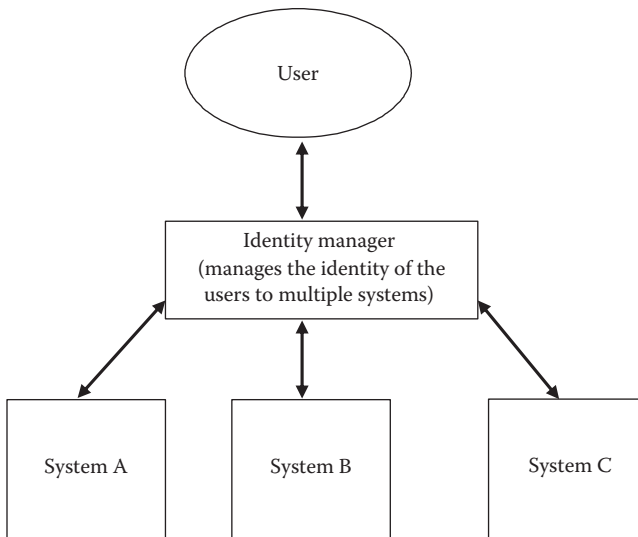 User
Identity manager
(manages the identity of the
users to multiple systems)
System A
System B
System C